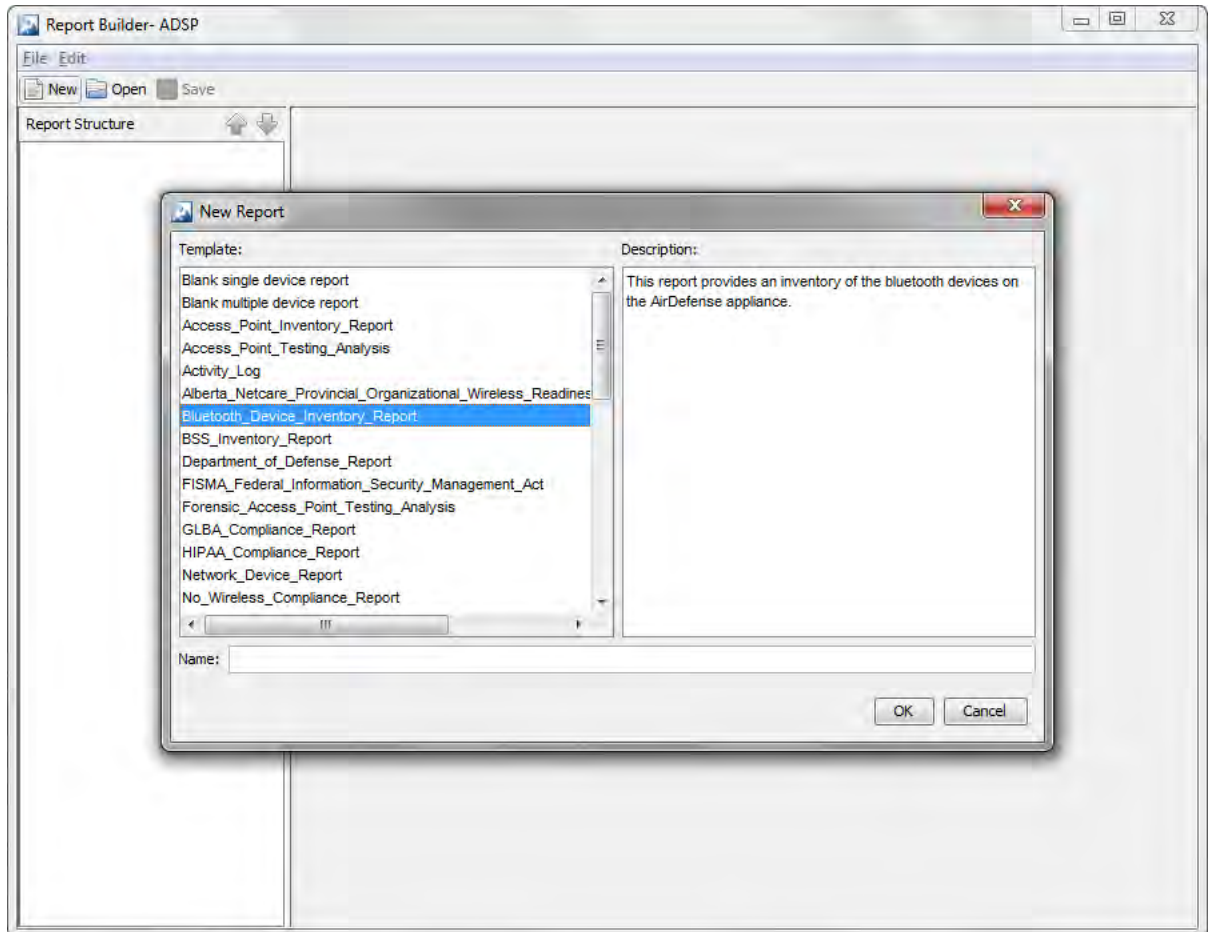 Report Builder- ADSP
File Edit
New Open Save
Report Structure
New Report
Template:
Description:
Blank single device report
Blank multiple device report
Access_Point_Inventory_Report
Access_Point_Testing_Analysis
Activity_Log
Alberta_Netcare_Provincial_Organizational_Wireless_Readines
Bluetooth_Device_Inventory_Report
BSS_Inventory_Report
Department_of_Defense_Report
FISMA_Federal_Information_Security_Management_Act
Forensic_Access_Point_Testing_Analysis
GLBA_Compliance_Report
HIPAA_Compliance_Report
Network_Device_Report
No_Wireless_Compliance_Report
This report provides an inventory of the bluetooth devices on
the AirDefense appliance.
Name:
OK Cancel